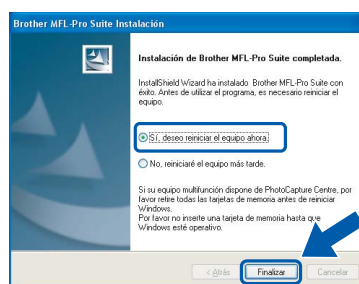 Brother MFL-Pro Suite Instalación
Instalación de Brother MFL-Pro Suite completada.
InstallShield Wizard ha instalado Brother MFL-Pro Suite con
éxito. Antes de utilizar el programa, es necesario reiniciar el
equipo.
Sí, deseo reiniciar el equipo ahora.
No, reiniciaré el equipo más tarde.
Si su equipo multifunción dispone de PhotoCapture Centre, por
favor retire todas las tarjetas de memoria antes de reiniciar
Windows.
Por favor no inserte una tarjeta de memoria hasta que
Windows esté operativo.
< Atrás
Finalizar
Cancelar